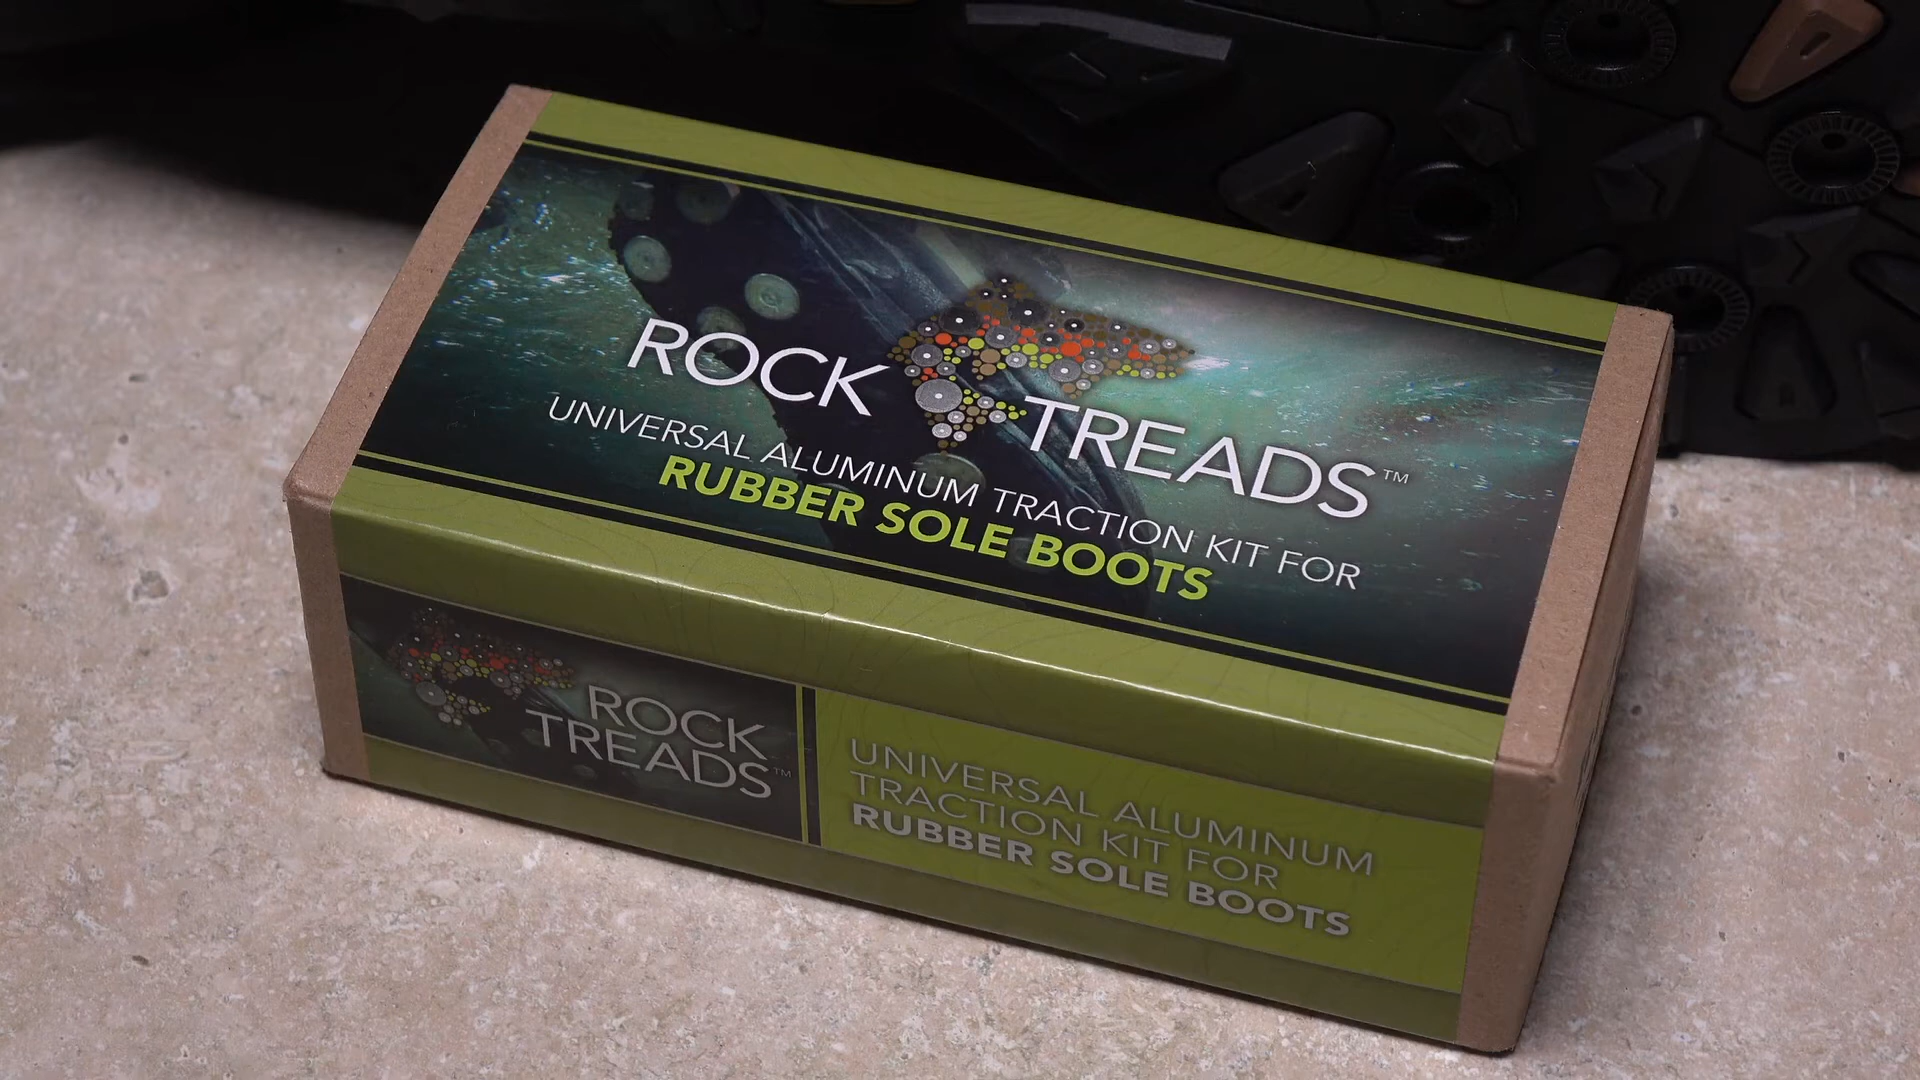 ROCK TREADS™
UNIVERSAL ALUMINUM TRACTION KIT FOR
RUBBER SOLE BOOTS
ROCK
TREADS™
UNIVERSAL ALUMINUM
TRACTION KIT FOR
RUBBER SOLE BOOTS